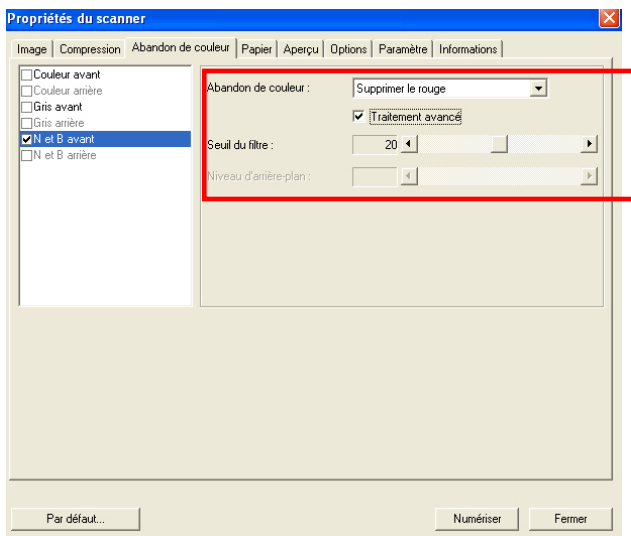 Propriétés du scanner
Image Compression Abandon de couleur Papier Aperçu Options Paramètre Informations
Couleur avant
Couleur arrière
Gris avant
Gris arrière
N et B avant
N et B arrière
Abandon de couleur : Supprimer le rouge
Traitement avancé
Seuil du filtre : 20
Niveau d'arrière-plan :
Par défaut... Numériser Fermer